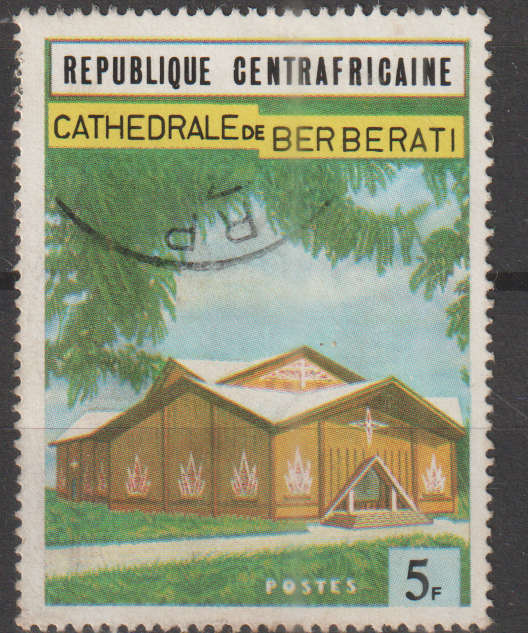 REPUBLIQUE CENTRAFRICAINE
CATHEDRALE DE BERBERATI
POSTES
5F